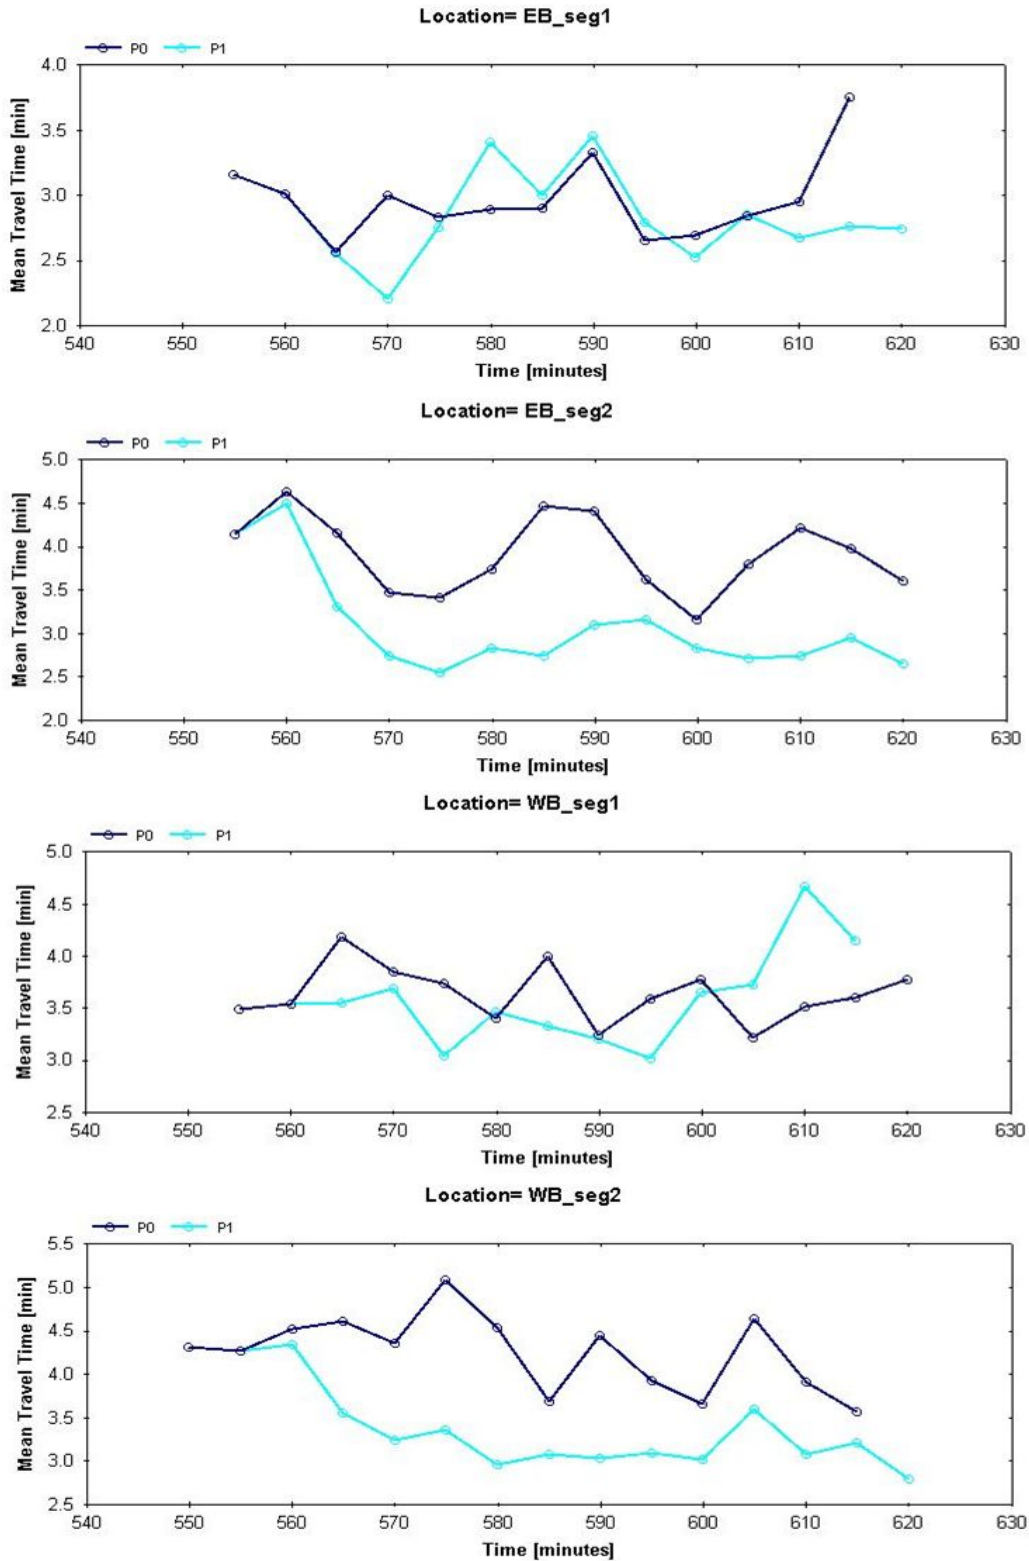 Location= EB_seg1
P0 P1
4.0
3.5
3.0
2.5
2.0
Mean Travel Time [min]
540 550 560 570 580 590 600 610 620 630
Time [minutes]
Location= EB_seg2
P0 P1
5.0
4.5
4.0
3.5
3.0
2.5
2.0
Mean Travel Time [min]
540 550 560 570 580 590 600 610 620 630
Time [minutes]
Location= WB_seg1
P0 P1
5.0
4.5
4.0
3.5
3.0
2.5
Mean Travel Time [min]
540 550 560 570 580 590 600 610 620 630
Time [minutes]
Location= WB_seg2
P0 P1
5.5
5.0
4.5
4.0
3.5
3.0
2.5
Mean Travel Time [min]
540 550 560 570 580 590 600 610 620 630
Time [minutes]